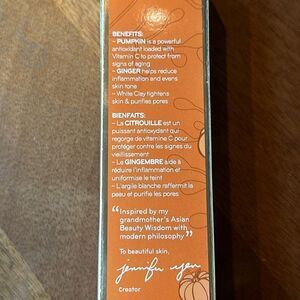 BENEFITS:
– PUMPKIN is a powerful
antioxidant loaded with
Vitamin C to protect from
signs of aging
– GINGER helps reduce
inflammation and evens
skin tone
– White Clay tightens
skin & purifies pores
BIENFAITS:
– La CITROUILLE est un
puissant antioxydant qui
regorge de vitamine C pour
protéger contre les signes du
vieillissement
– Le GINGEMBRE aide à
réduire l'inflammation et
uniformise le teint
– L'argile blanche raffermit la
peau et purifie les pores
“Inspired by my
grandmother's Asian
Beauty Wisdom with
modern philosophy”
To beautiful skin,
jennifer yen
Creator